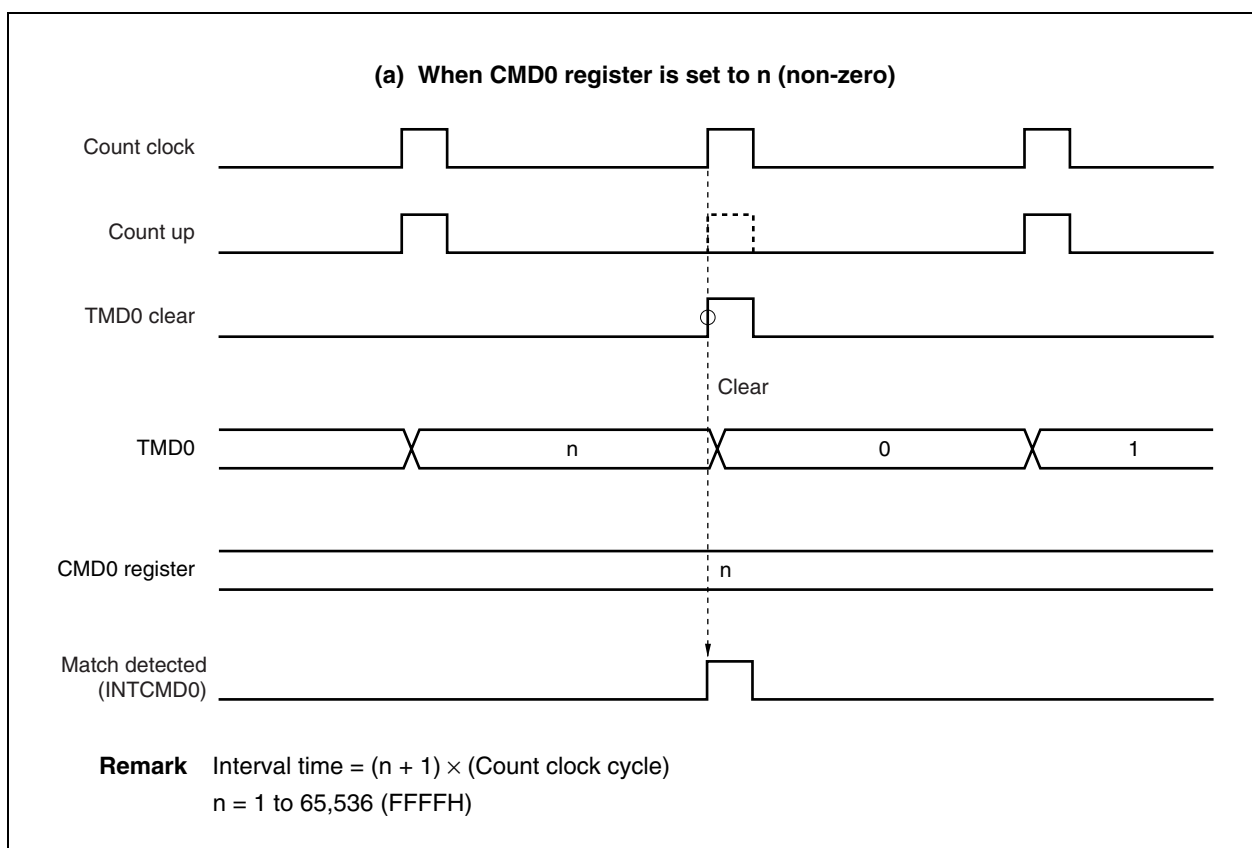 (a) When CMD0 register is set to n (non-zero)
Count clock
Count up
TMD0 clear
Clear
TMD0
n
0
1
CMD0 register
n
Match detected
(INTCMD0)
Remark Interval time = (n + 1) × (Count clock cycle)
n = 1 to 65,536 (FFFFH)